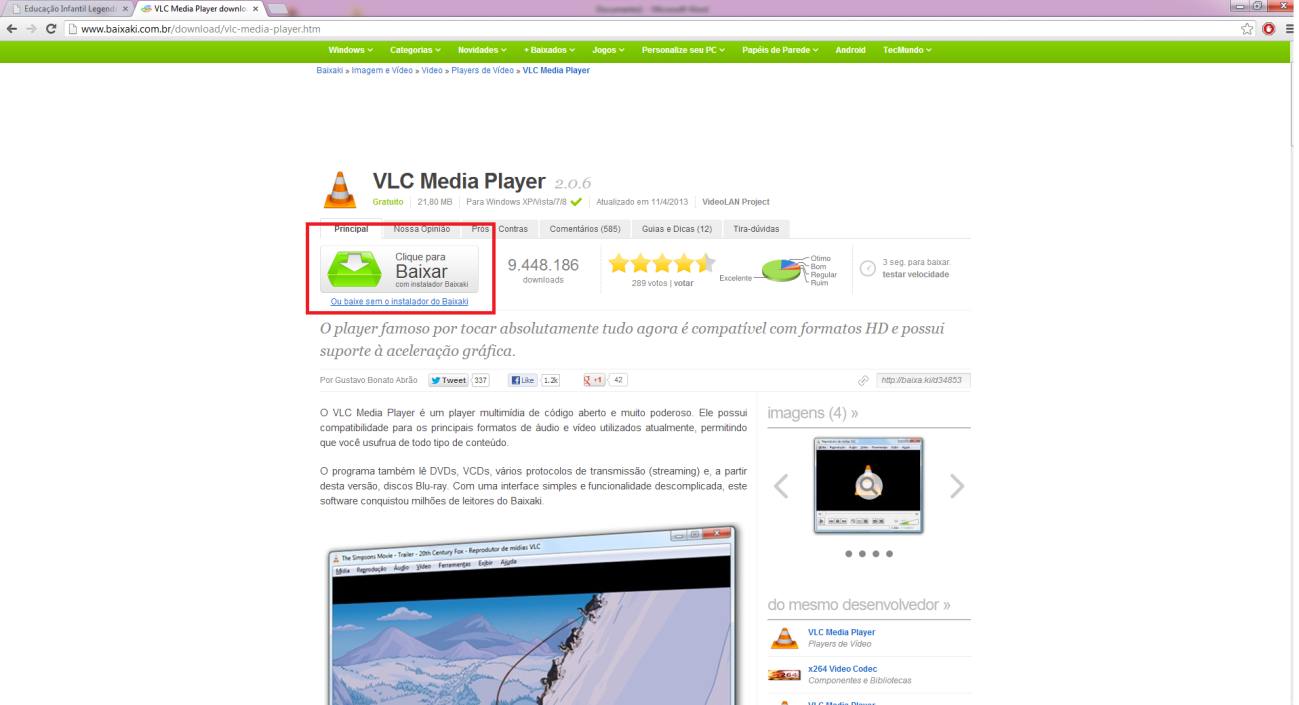 Educação Infantil Legend
VLC Media Player downlo
www.baixaki.com.br/download/vlc-media-player.htm
Windows Categorias Novidades + Baixados Jogos Personalize seu PC Papéis de Parede Android TecMundo
Baixaki » Imagem e Vídeo » Video » Players de Vídeo » VLC Media Player
VLC Media Player 2.0.6
Gratuito 21,80 MB Para Windows XP/Vista/7/8 Atualizado em 11/4/2013 VideoLAN Project
Principal Nossa Opinião Prós Contras Comentários (585) Guias e Dicas (12) Tira-dúvidas
Clique para
Baixar
com instalador Baixaki
Ou baixe sem o instalador do Baixaki
9.448.186
downloads
289 votos | votar
Excelente
Ótimo
Bom
Regular
Ruim
3 seg. para baixar.
testar velocidade
O player famoso por tocar absolutamente tudo agora é compatível com formatos HD e possui
suporte à aceleração gráfica.
Por Gustavo Bonato Abrão Tweet 337 Like 1.2k +1 42 http://baixa.ki/d34853
O VLC Media Player é um player multimídia de código aberto e muito poderoso. Ele possui
compatibilidade para os principais formatos de áudio e vídeo utilizados atualmente, permitindo
que você usufrua de todo tipo de conteúdo.
O programa também lê DVDs, VCDs, vários protocolos de transmissão (streaming) e, a partir
desta versão, discos Blu-ray. Com uma interface simples e funcionalidade descomplicada, este
software conquistou milhões de leitores do Baixaki.
The Simpsons Movie - Trailer - 20th Century Fox - Reprodutor de mídias VLC
Mídia Reprodução Áudio Vídeo Ferramentas Exibir Ajuda
imagens (4) »
do mesmo desenvolvedor »
VLC Media Player
Players de Vídeo
x264 Video Codec
Componentes e Bibliotecas
VLC Media Player